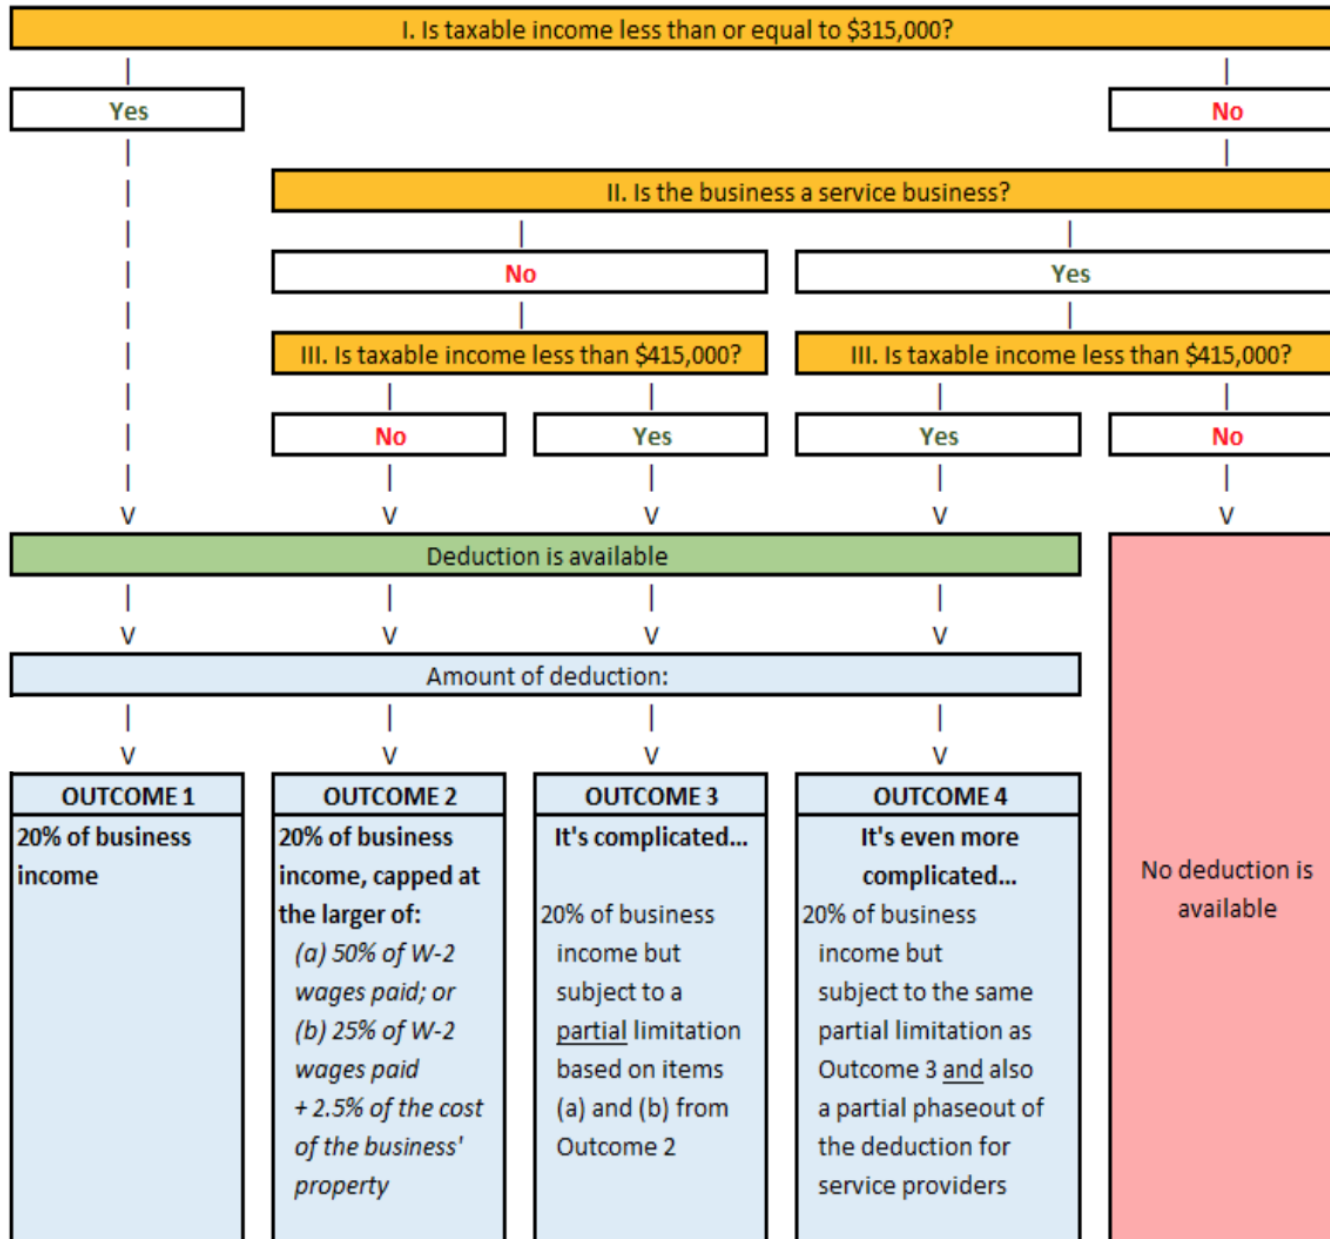 I. Is taxable income less than or equal to $315,000?
Yes
No
II. Is the business a service business?
No
Yes
III. Is taxable income less than $415,000?
III. Is taxable income less than $415,000?
No
Yes
Yes
No
V
V
V
V
V
Deduction is available
V
V
V
V
Amount of deduction:
V
V
V
V
OUTCOME 1
20% of business
income
OUTCOME 2
20% of business
income, capped at
the larger of:
(a) 50% of W-2
wages paid; or
(b) 25% of W-2
wages paid
+ 2.5% of the cost
of the business'
property
OUTCOME 3
It's complicated...
20% of business
income but
subject to a
partial limitation
based on items
(a) and (b) from
Outcome 2
OUTCOME 4
It's even more
complicated...
20% of business
income but
subject to the same
partial limitation as
Outcome 3 and also
a partial phaseout of
the deduction for
service providers
No deduction is
available